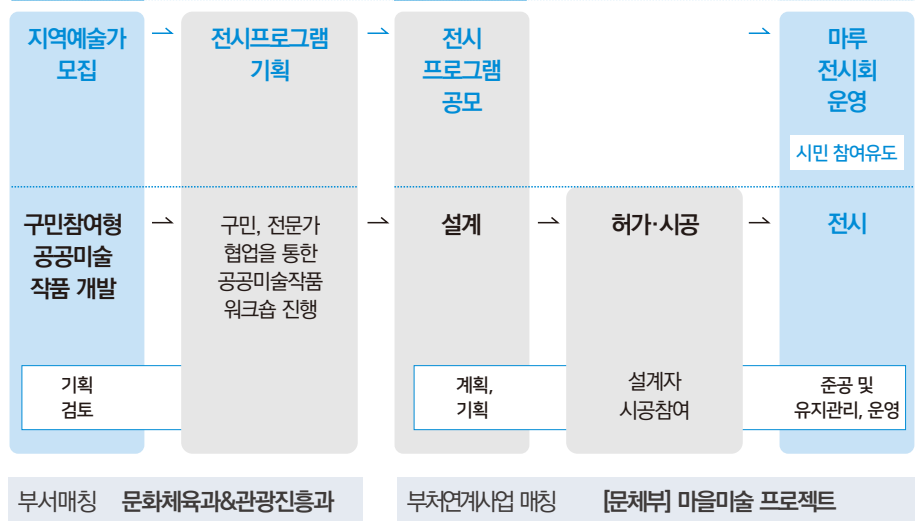 지역예술가
모집
→
전시프로그램
기획
→
전시
프로그램
공모
→
마루
전시회
운영
시민 참여유도
구민참여형
공공미술
작품 개발
→
구민, 전문가
협업을 통한
공공미술작품
워크숍 진행
→
설계
→
허가·시공
→
전시
기획
검토
계획,
기획
설계자
시공참여
준공 및
유지관리, 운영
부서매칭 문화체육과&관광진흥과
부처연계사업 매칭 [문체부] 마을미술 프로젝트